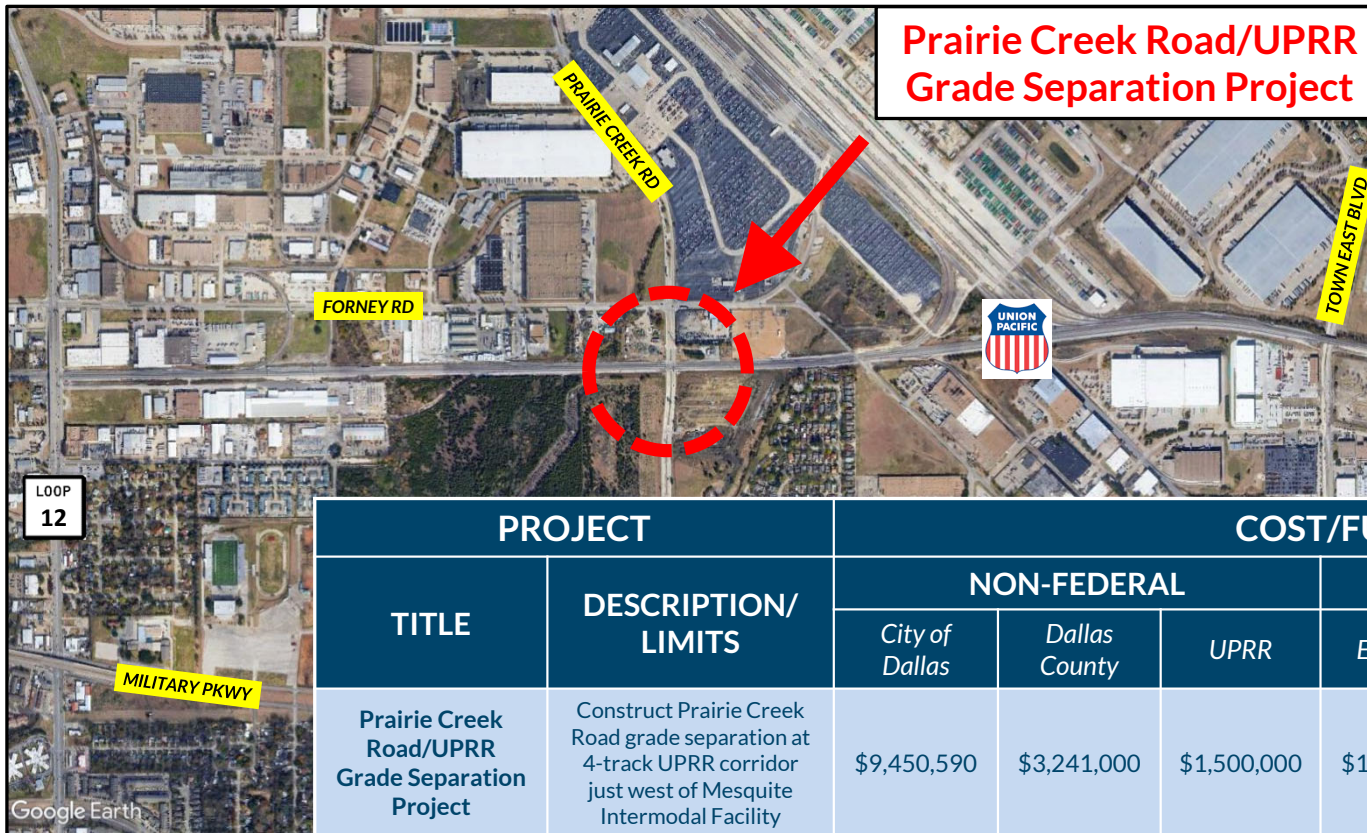 Prairie Creek Road/UPRR
Grade Separation Project
PRAIRIE CREEK RD
TOWN EAST BLVD
FORNEY RD
UNION
PACIFIC
LOOP
12
MILITARY PKWY
Google Earth
PROJECT
TITLE
DESCRIPTION/
LIMITS
NON-FEDERAL
City of
Dallas
Dallas
County
UPRR
Prairie Creek
Road/UPRR
Grade Separation
Project
Construct Prairie Creek
Road grade separation at
4-track UPRR corridor
just west of Mesquite
Intermodal Facility
$9,450,590
$3,241,000
$1,500,000